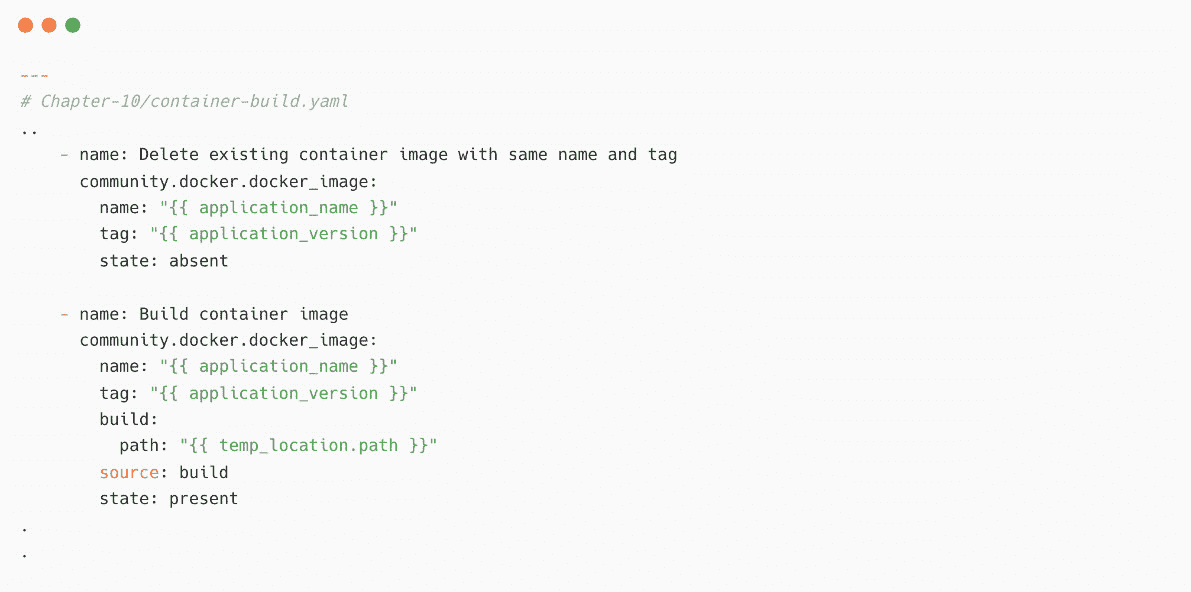 ---
# Chapter-10/container-build.yaml
..
    - name: Delete existing container image with same name and tag
      community.docker.docker_image:
        name: "{{ application_name }}"
        tag: "{{ application_version }}"
        state: absent

    - name: Build container image
      community.docker.docker_image:
        name: "{{ application_name }}"
        tag: "{{ application_version }}"
        build:
          path: "{{ temp_location.path }}"
        source: build
        state: present
.
.